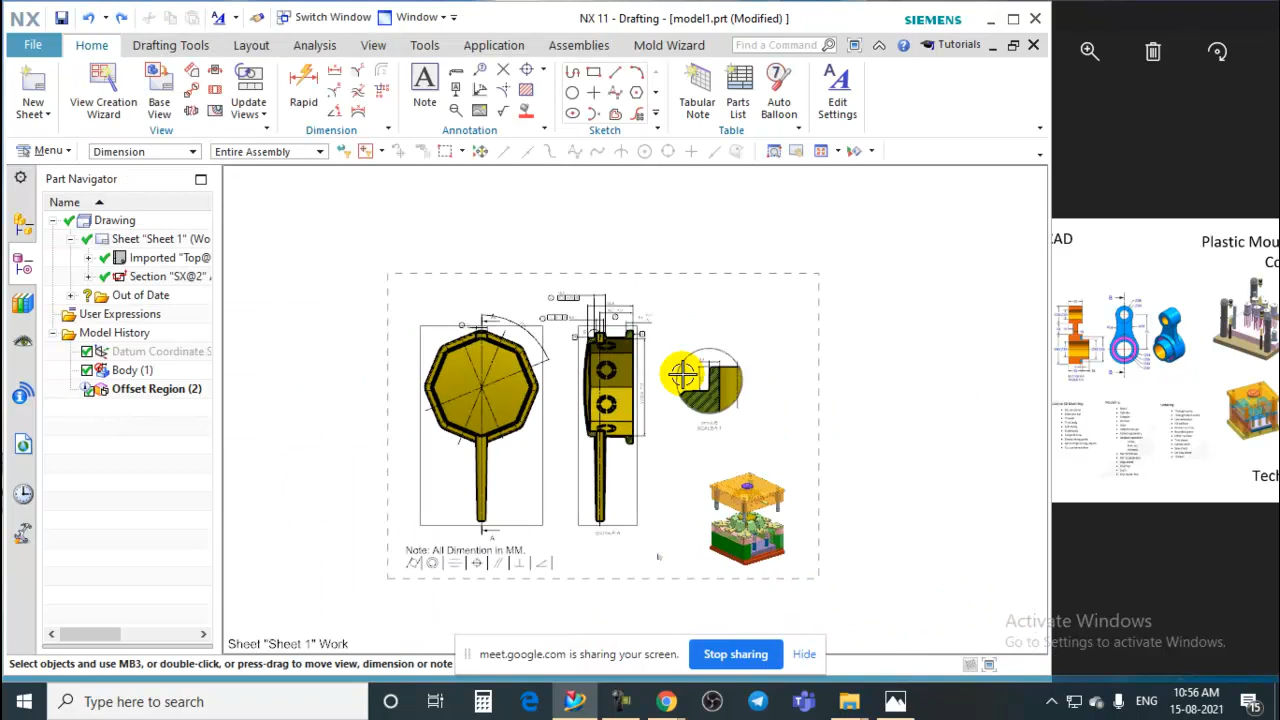 NX
Switch Window
Window
NX 11 - Drafting - [model1.prt (Modified) ]
SIEMENS
File
Home
Drafting Tools
Layout
Analysis
View
Tools
Application
Assemblies
Mold Wizard
Find a Command
Tutorials
New Sheet
View Creation Wizard
Base View
Update Views
Rapid
Note
Tabular Note
Parts List
Auto Balloon
Edit Settings
View
Dimension
Annotation
Sketch
Table
Menu
Dimension
Entire Assembly
Part Navigator
Name
Drawing
Sheet "Sheet 1" (Wo
Imported "Top@
Section "SX@2"
Out of Date
User Expressions
Model History
Datum Coordinate S
Body (1)
Offset Region (2)
A
Note: All Dimention in MM.
Sheet "Sheet 1" Work
CAD
Plastic Mou
Co
Tech
Activate Windows
Go to Settings to activate Windows.
meet.google.com is sharing your screen.
Stop sharing
Hide
Select objects and use MB3, or double-click, or press-drag to move view, dimension or note
Type here to search
ENG
10:56 AM
15-08-2021
15